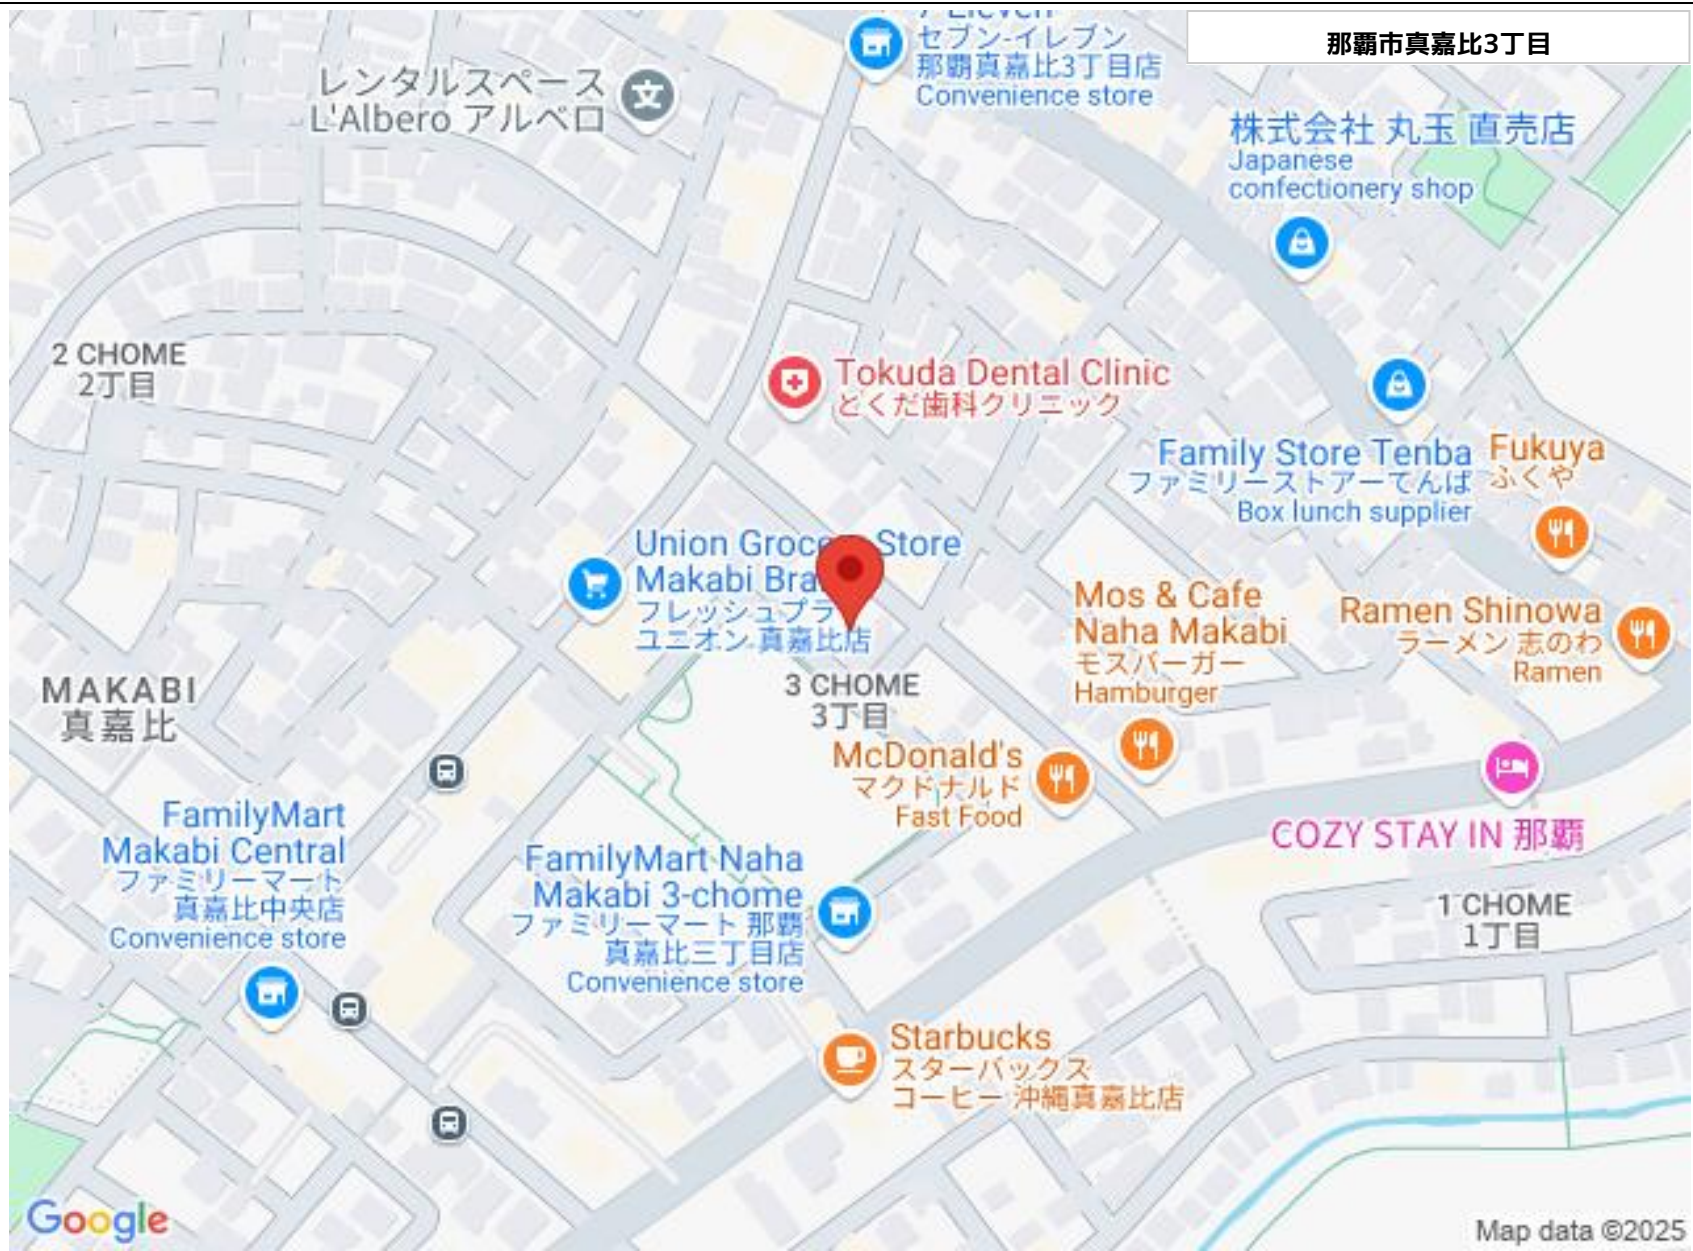 那覇市真嘉比3丁目
7-Eleven
セブン-イレブン
那覇真嘉比3丁目店
Convenience store
レンタルスペース
L'Albero アルベロ
株式会社 丸玉 直売店
Japanese
confectionery shop
2 CHOME
2丁目
Tokuda Dental Clinic
とくだ歯科クリニック
Family Store Tenba
ファミリーストアーてんば
Box lunch supplier
Fukuya
ふくや
Union Groce Store
Makabi Bra
フレッシュプラ
ユニオン 真嘉比店
Mos & Cafe
Naha Makabi
モスバーガー
Hamburger
Ramen Shinowa
ラーメン 志のわ
Ramen
MAKABI
真嘉比
3 CHOME
3丁目
McDonald's
マクドナルド
Fast Food
COZY STAY IN 那覇
FamilyMart
Makabi Central
ファミリーマート
真嘉比中央店
Convenience store
FamilyMart Naha
Makabi 3-chome
ファミリーマート 那覇
真嘉比三丁目店
Convenience store
1 CHOME
1丁目
Starbucks
スターバックス
コーヒー 沖縄真嘉比店
Google
Map data ©2025